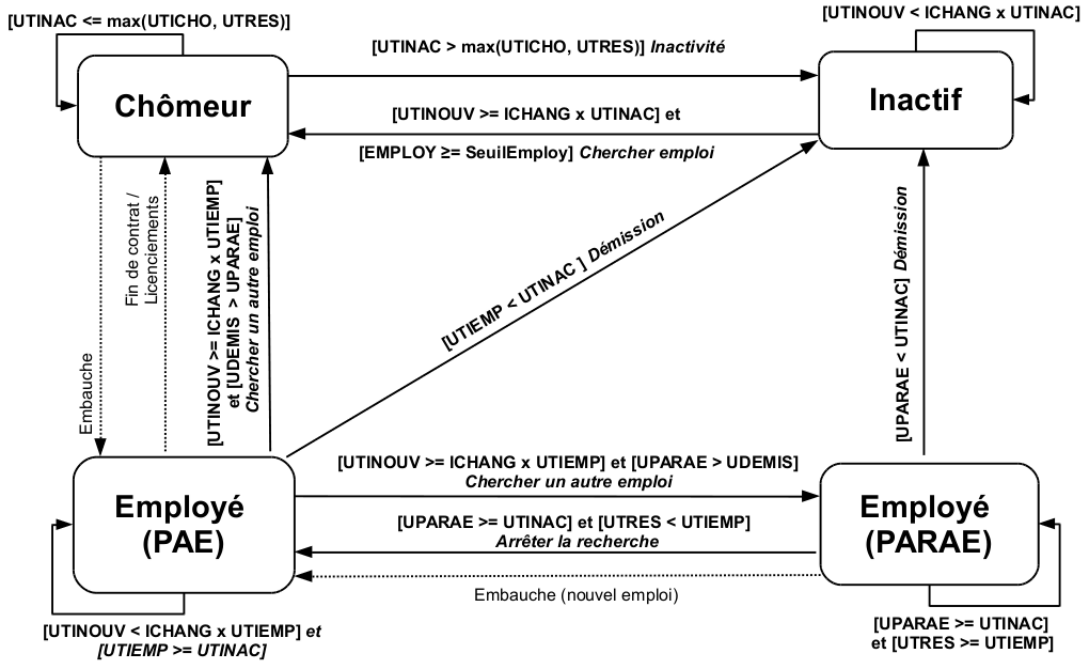 [UTINAC <= max(UTICHO, UTRES)]
[UTINOUV < ICHANG x UTINAC]
[UTINAC > max(UTICHO, UTRES)] Inactivité
Chômeur
Inactif
[UTINOUV >= ICHANG x UTINAC] et
[EMPLOY ≥= SeuilEmploy] Chercher emploi
Embauche
Fin de contrat /
Licenciements
[UTINOUV >= ICHANG x UTIEMP]
et [UDEMIS > UPARAE]
Chercher un autre emploi
[UTIEMP < UTINAC ] Démission
[UPARAE < UTINAC] Démission
[UTINOUV >= ICHANG x UTIEMP] et [UPARAE > UDEMIS]
Chercher un autre emploi
Employé
(PAE)
[UPARAE >= UTINAC] et [UTRES < UTIEMP]
Arrêter la recherche
Employé
(PARAE)
Embauche (nouvel emploi)
[UTINOUV < ICHANG x UTIEMP] et
[UTIEMP >= UTINAC]
[UPARAE >= UTINAC]
et [UTRES >= UTIEMP]